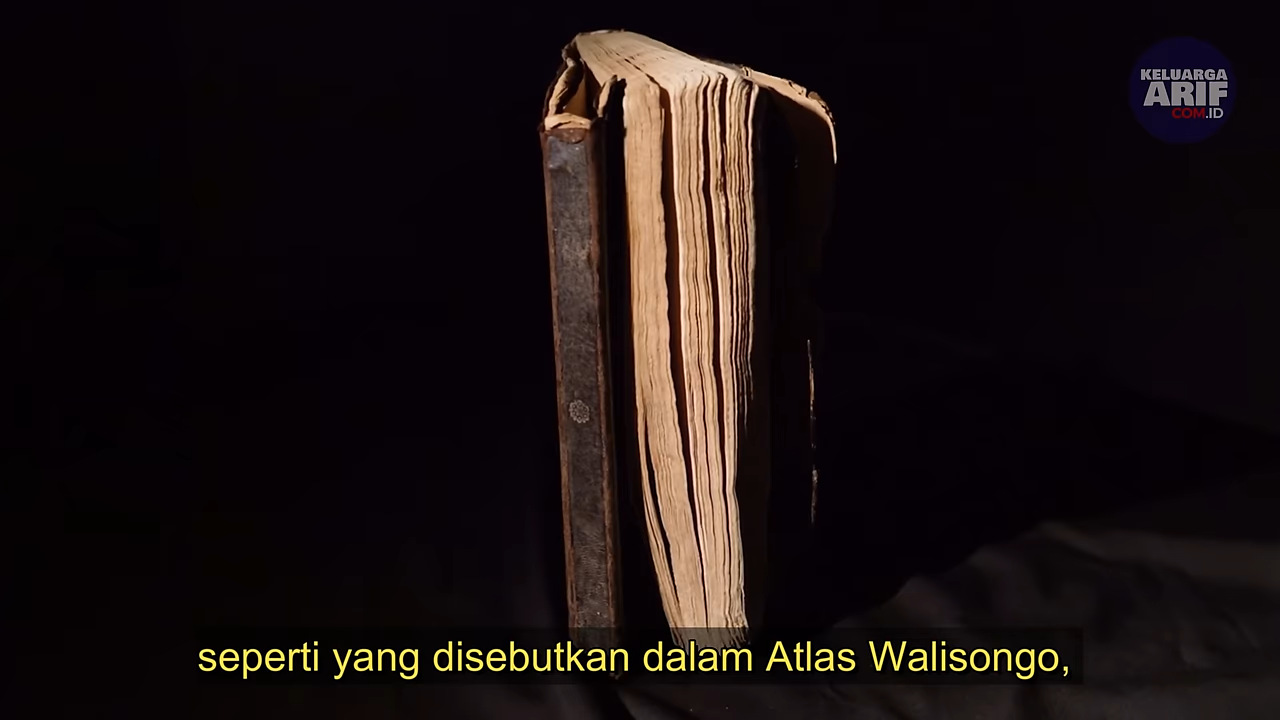 KELUARGA
ARIF
COM.ID
seperti yang disebutkan dalam Atlas Walisongo,